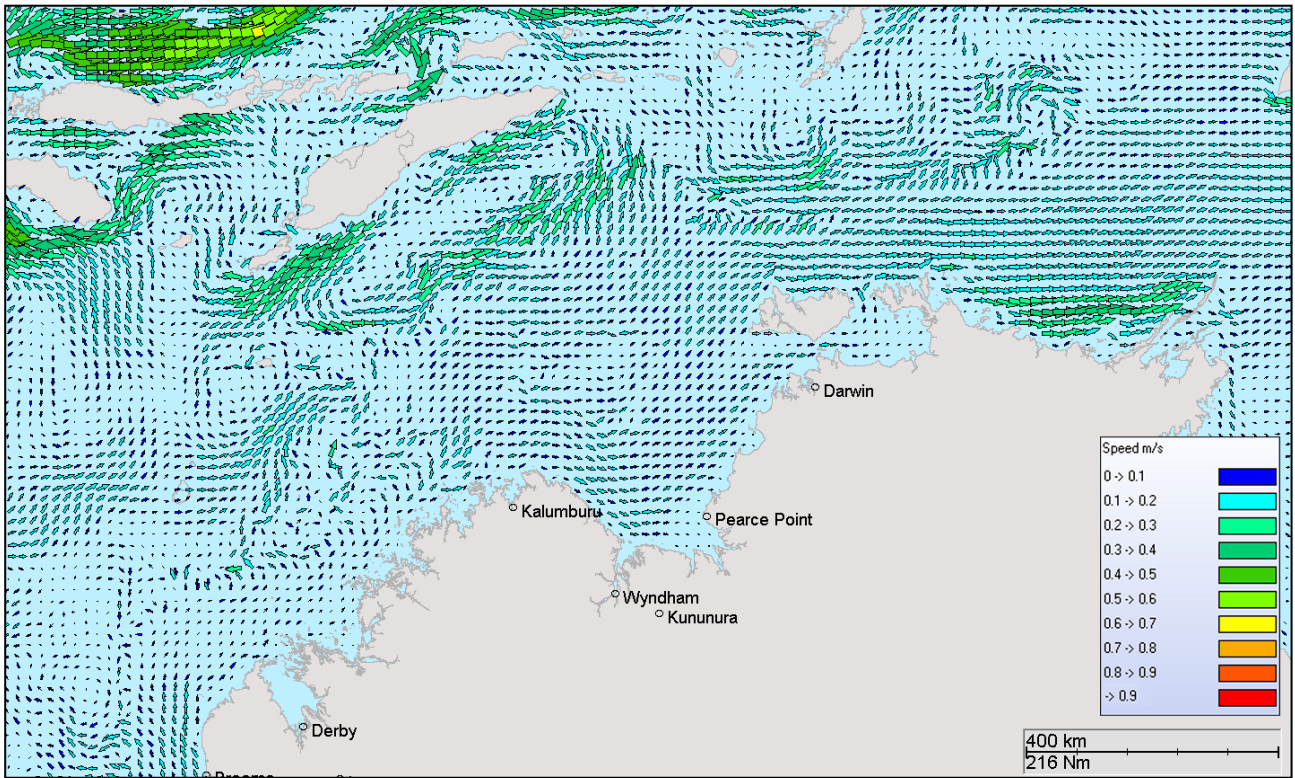 Darwin
Kalumburu
Pearce Point
Wyndham
Kununura
Derby
Speed m/s
0 -> 0.1
0.1 -> 0.2
0.2 -> 0.3
0.3 -> 0.4
0.4 -> 0.5
0.5 -> 0.6
0.6 -> 0.7
0.7 -> 0.8
0.8 -> 0.9
-> 0.9
400 km
216 Nm